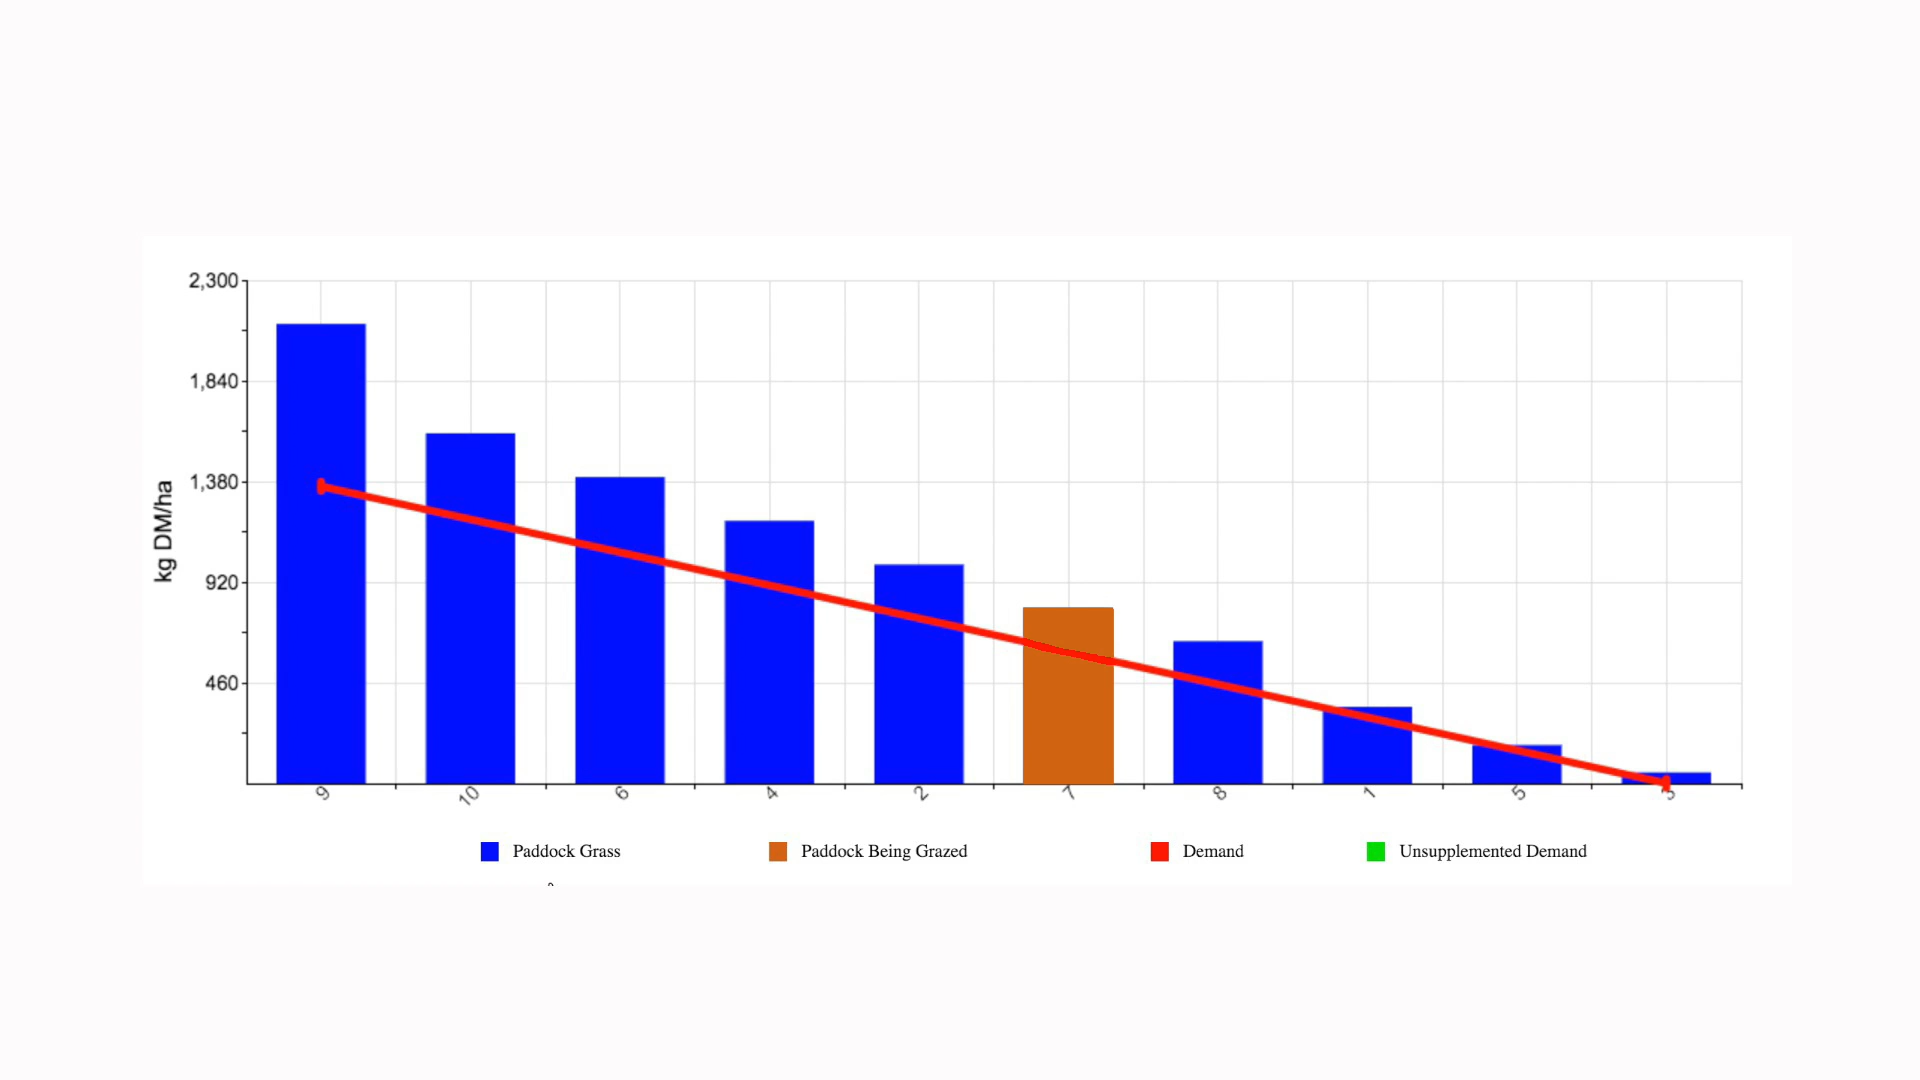 2,300
1,840
1,380
920
460
kg DM/ha
9 10 6 4 2 7 8 1 5 3
Paddock Grass Paddock Being Grazed Demand Unsupplemented Demand